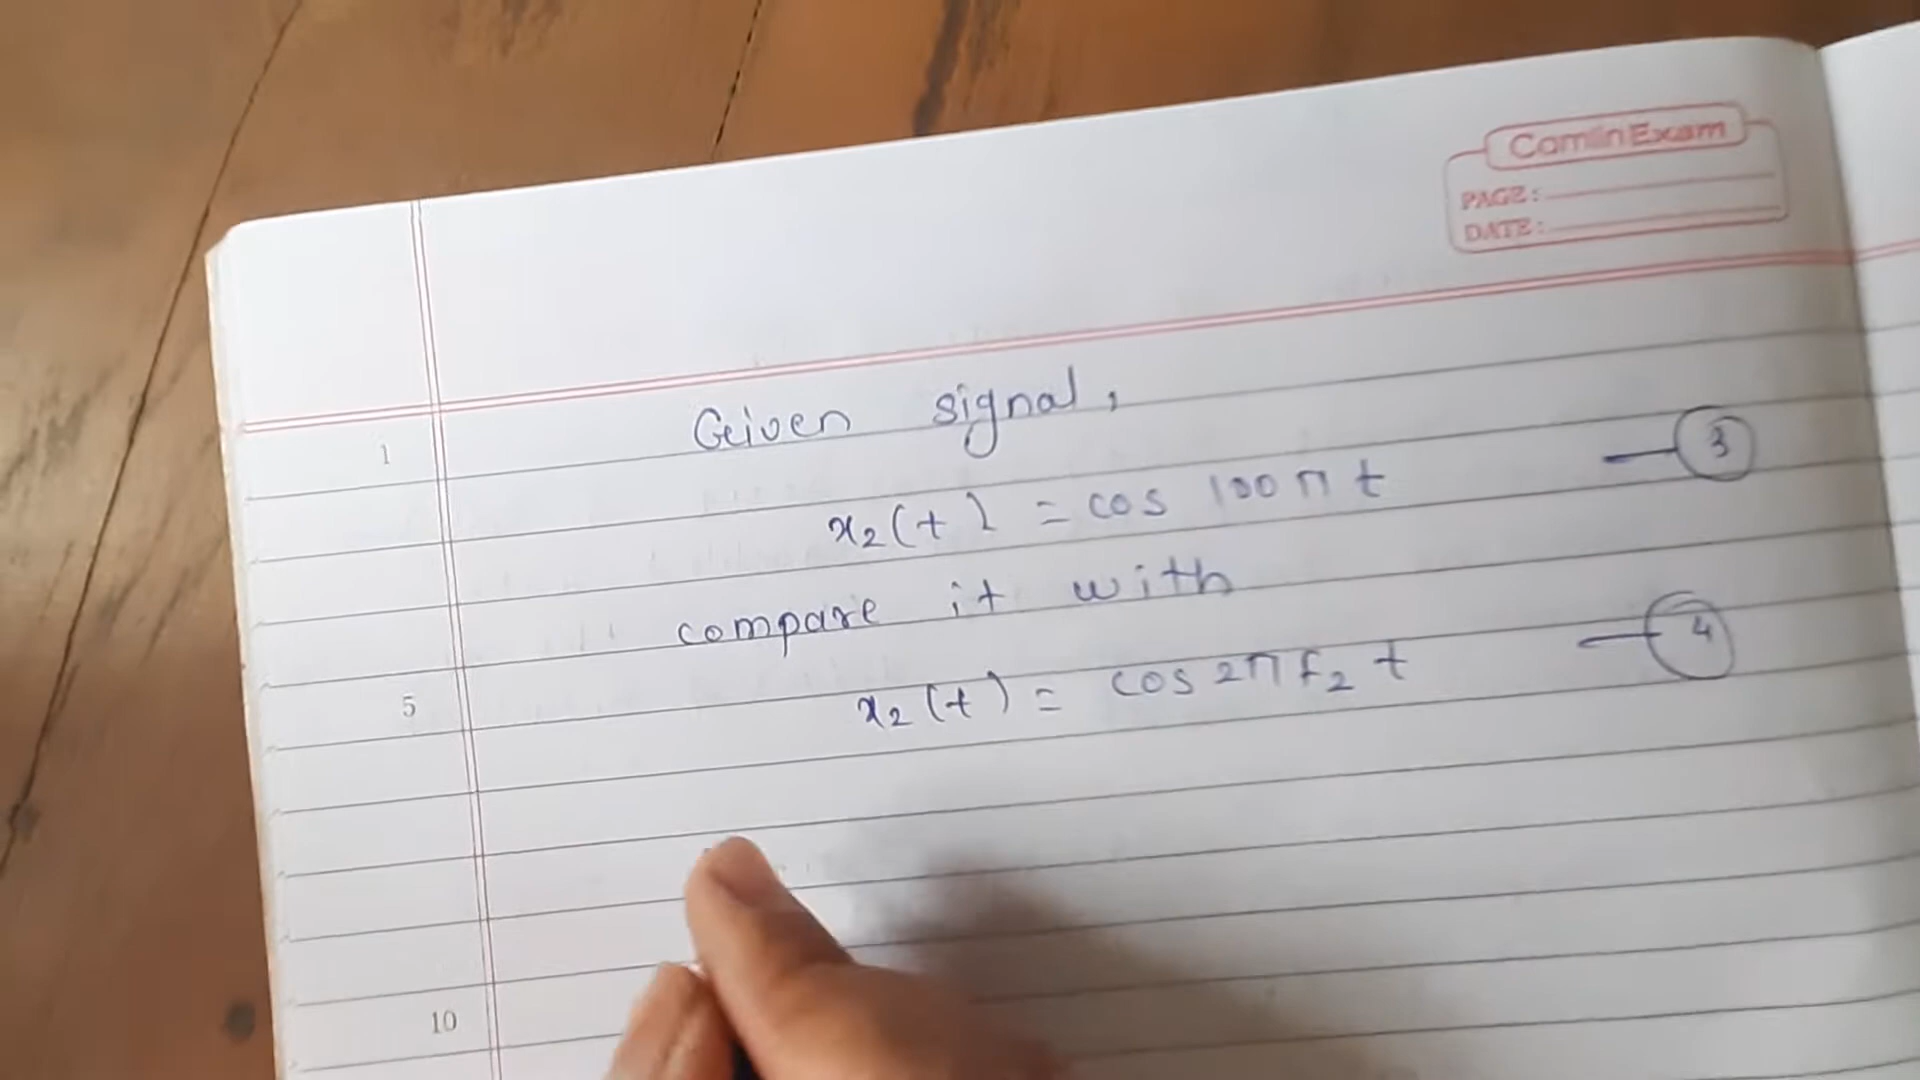 Camlin Exam
PAGE:
DATE:
Given signal,
1
x₂(t) = cos 100 π t — 3
compare it with
x₂(t) = cos 2π f₂ t — 4
5
10